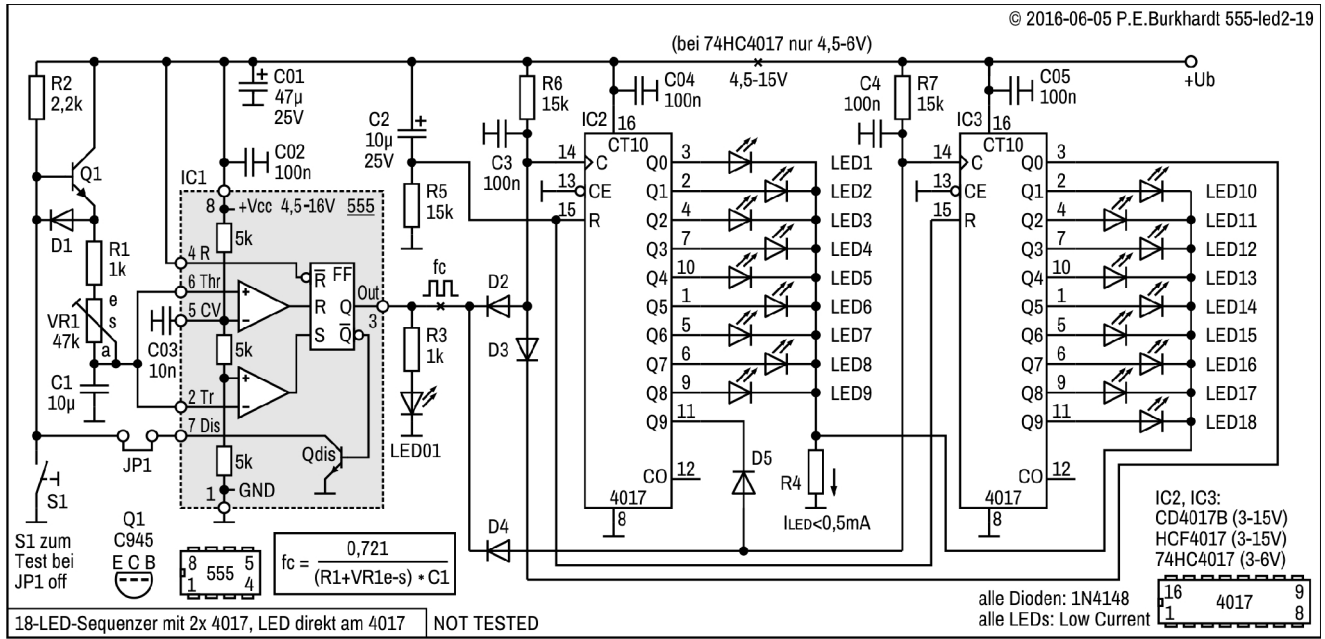 © 2016-06-05 P.E.Burkhardt 555-led2-19
(bei 74HC4017 nur 4,5-6V)
4,5-15V
+Ub
R2
2,2k
C01
47µ
25V
C02
100n
Q1
D1
R1
1k
VR1
47k
e
s
a
C1
10µ
C03
10n
IC1
8
+Vcc 4,5-16V 555
5k
4 R
6 Thr
5 CV
5k
2 Tr
7 Dis
5k
1
GND
R FF
R Q
S Q
Out
3
Qdis
JP1
S1
S1 zum
Test bei
JP1 off
Q1
C945
E C B
8 5
555
1 4
fc = 0,721
(R1+VR1e-s) * C1
C2
10µ
25V
R5
15k
fc
R3
1k
LED01
D2
D3
D4
R6
15k
C3
100n
C04
100n
IC2
16
CT10
14 C
13 CE
15 R
Q0 3
Q1 2
Q2 4
Q3 7
Q4 10
Q5 1
Q6 5
Q7 6
Q8 9
Q9 11
CO 12
4017
8
LED1
LED2
LED3
LED4
LED5
LED6
LED7
LED8
LED9
D5
R4
ILED<0,5mA
C4
100n
R7
15k
C05
100n
IC3
16
CT10
14 C
13 CE
15 R
Q0 3
Q1 2
Q2 4
Q3 7
Q4 10
Q5 1
Q6 5
Q7 6
Q8 9
Q9 11
CO 12
4017
8
LED10
LED11
LED12
LED13
LED14
LED15
LED16
LED17
LED18
IC2, IC3:
CD4017B (3-15V)
HCF4017 (3-15V)
74HC4017 (3-6V)
alle Dioden: 1N4148
alle LEDs: Low Current
16 9
4017
1 8
18-LED-Sequenzer mit 2x 4017, LED direkt am 4017
NOT TESTED